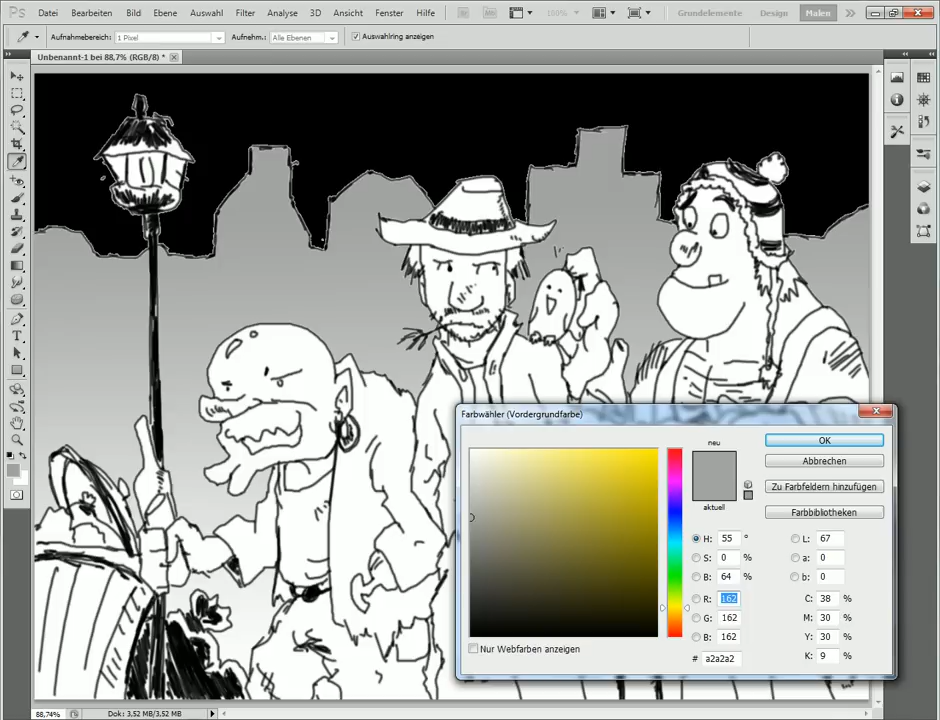 Ps Datei Bearbeiten Bild Ebene Auswahl Filter Analyse 3D Ansicht Fenster Hilfe Br Mb 100% Grundelemente Design Malen
Aufnahmebereich: 1 Pixel Aufnehm.: Alle Ebenen Auswahlring anzeigen
Unbenannt-1 bei 88,7% (RGB/8) *
Farbwähler (Vordergrundfarbe)
neu
OK
Abbrechen
Zu Farbfeldern hinzufügen
aktuell
Farbbibliotheken
H: 55 ° L: 67
S: 0 % a: 0
B: 64 % b: 0
R: 162 C: 38 %
G: 162 M: 30 %
B: 162 Y: 30 %
Nur Webfarben anzeigen
# a2a2a2 K: 9 %
88,74% Dok: 3,52 MB/3,52 MB